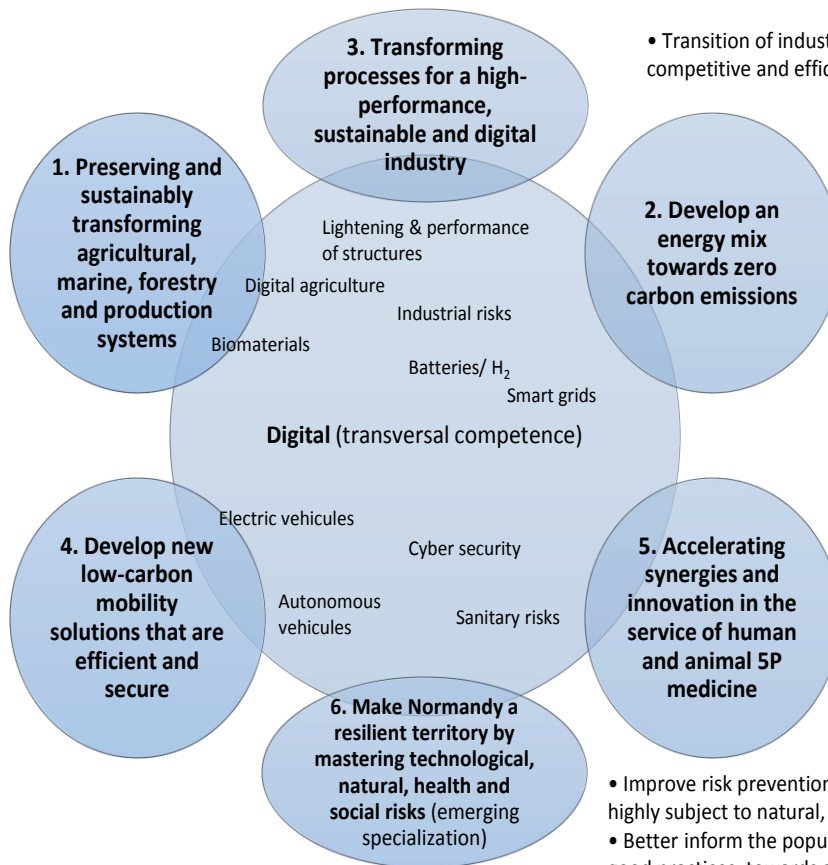 3. Transforming
processes for a high-
performance,
sustainable and digital
industry
• Transition of
competitive and
1. Preserving and
sustainably
transforming
agricultural,
marine, forestry
and production
systems
2. Develop an
energy mix
towards zero
carbon emissions
Lightening & performance
of structures
Digital agriculture
Industrial risks
Biomaterials
Batteries/ H₂
Smart grids
Digital (transversal competence)
Electric vehicules
Cyber security
Autonomous
vehicules
Sanitary risks
4. Develop new
low-carbon
mobility
solutions that are
efficient and
secure
5. Accelerating
synergies and
innovation in the
service of human
and animal 5P
medicine
6. Make Normandy a
resilient territory by
mastering technological,
natural, health and
social risks (emerging
specialization)
• Improve risk prevention
highly subject to natural,
• Better inform the